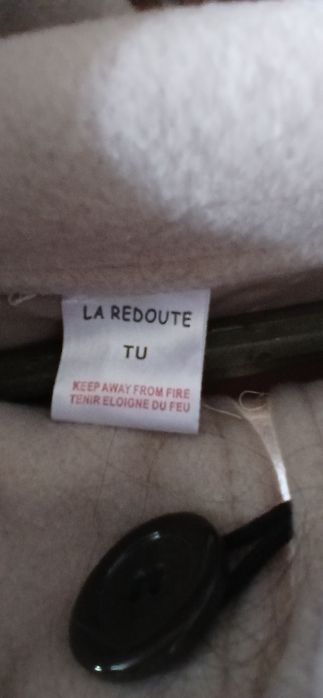 LA REDOUTE
TU
KEEP AWAY FROM FIRE
TENIR ELOIGNE DU FEU